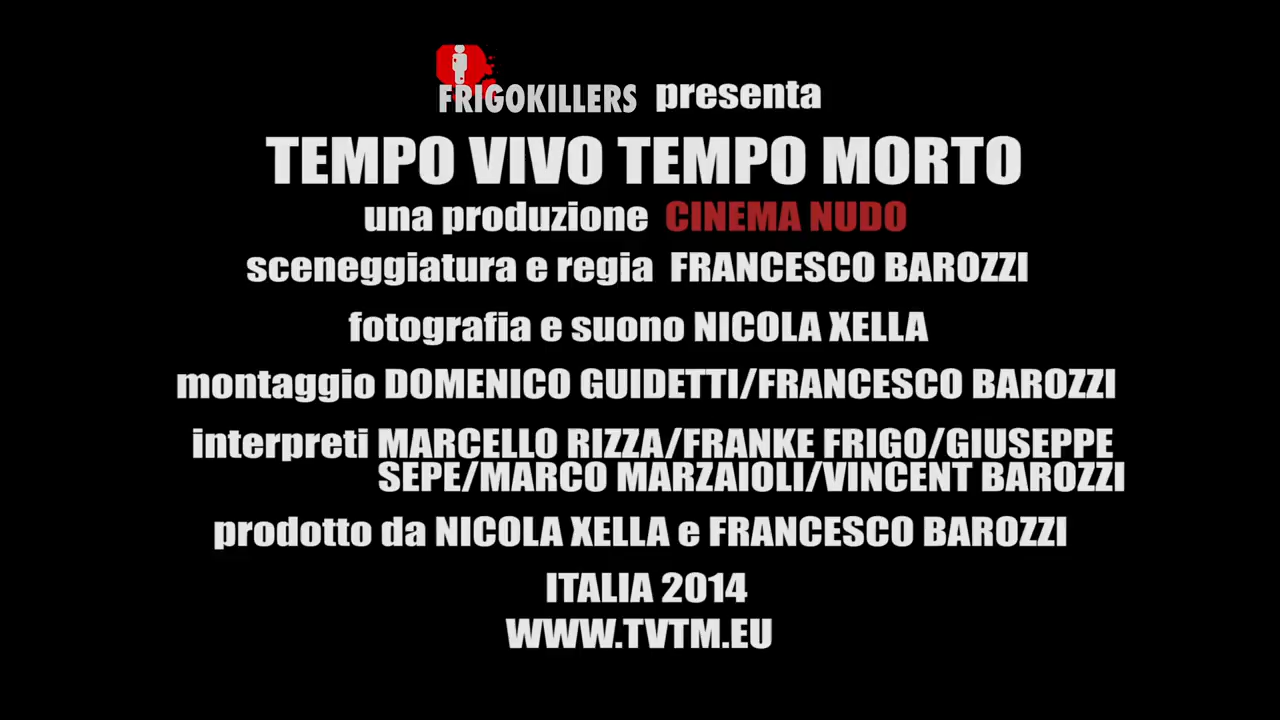 FRIGOKILLERS presenta
TEMPO VIVO TEMPO MORTO
una produzione CINEMA NUDO
sceneggiatura e regia FRANCESCO BAROZZI
fotografia e suono NICOLA XELLA
montaggio DOMENICO GUIDETTI/FRANCESCO BAROZZI
interpreti MARCELLO RIZZA/FRANKE FRIGO/GIUSEPPE
SEPE/MARCO MARZAIOLI/VINCENT BAROZZI
prodotto da NICOLA XELLA e FRANCESCO BAROZZI
ITALIA 2014
WWW.TVTM.EU